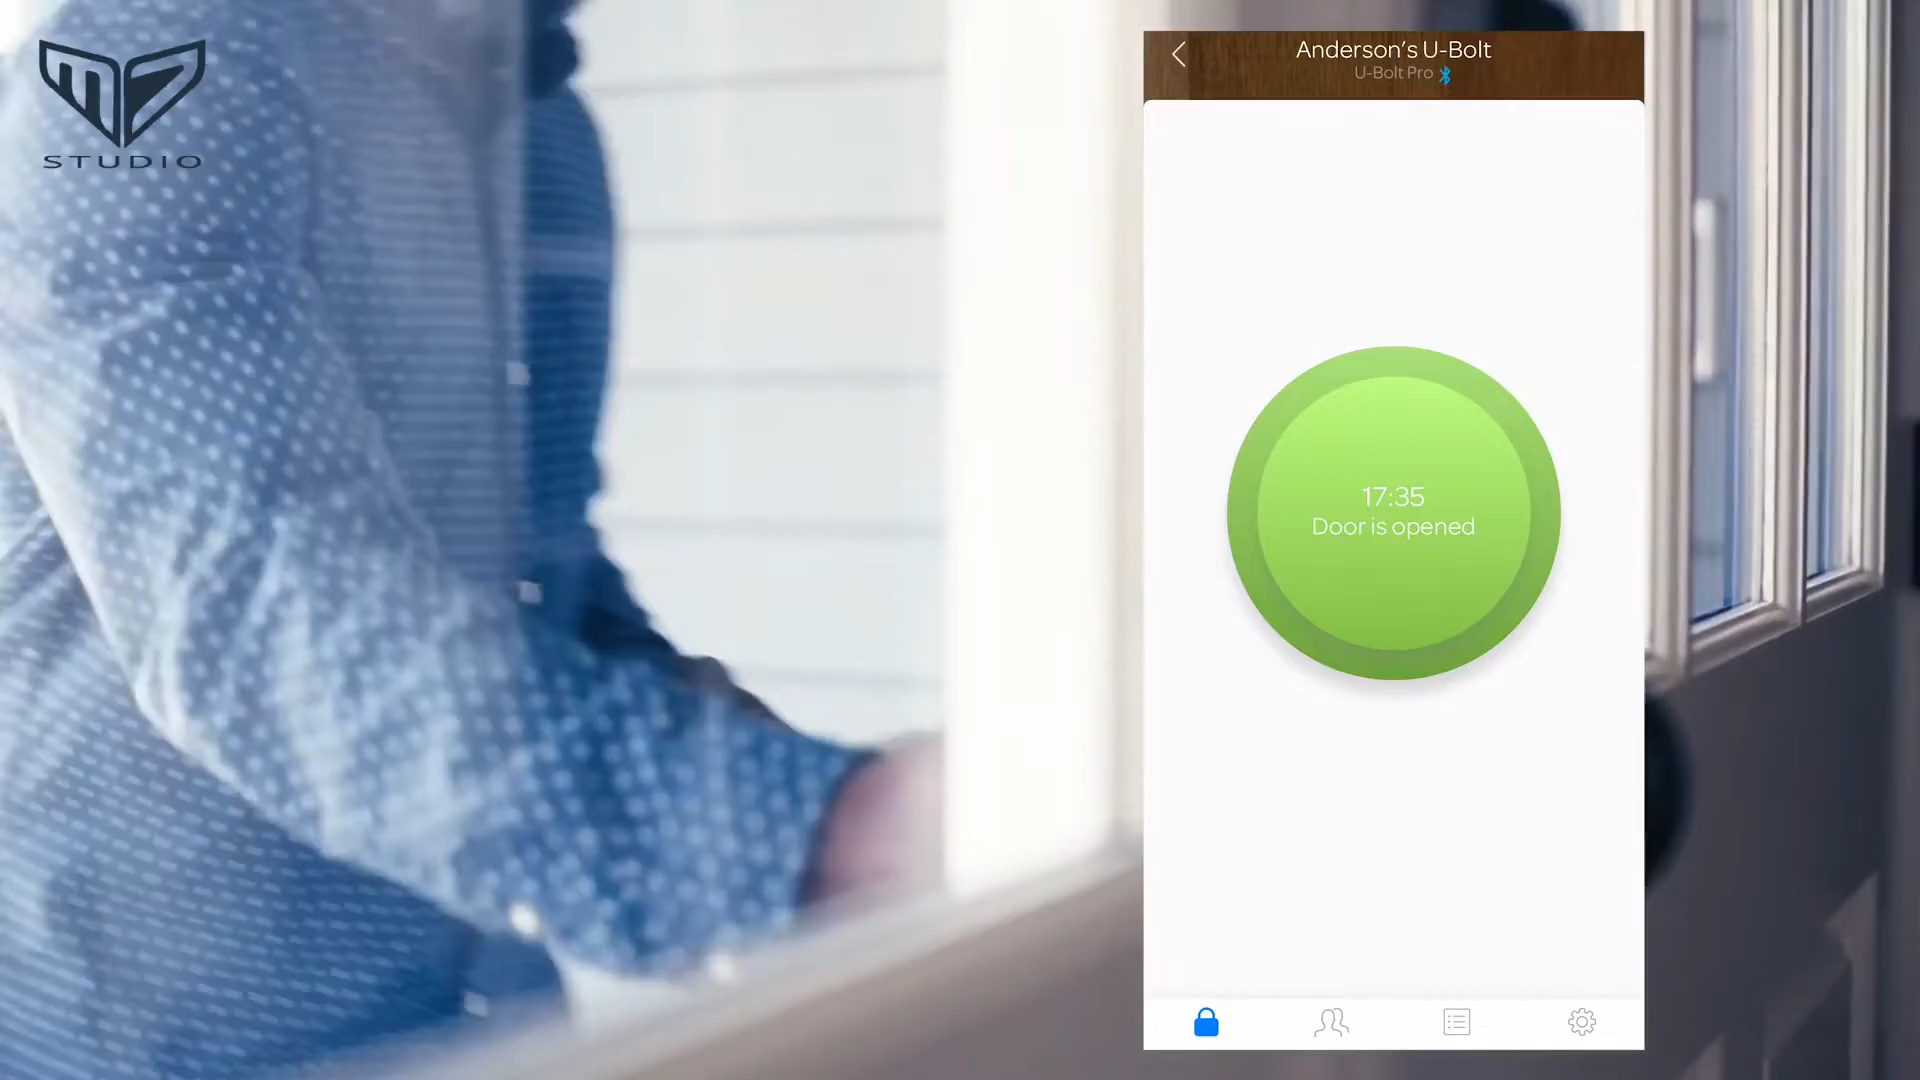 STUDIO
Anderson's U-Bolt
U-Bolt Pro
17:35
Door is opened